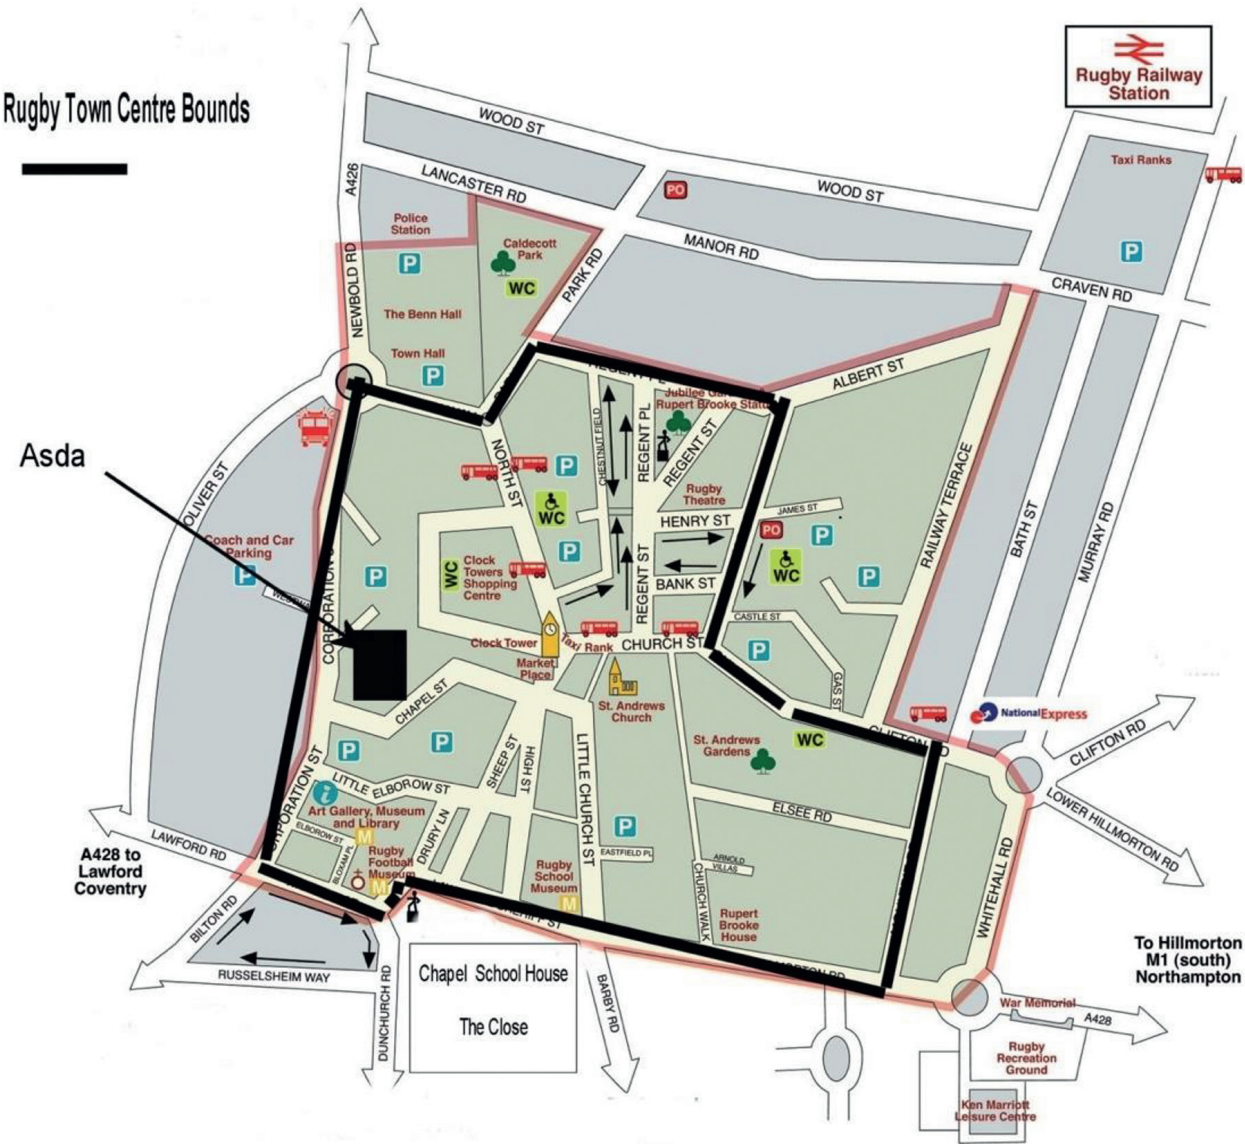 Rugby Town Centre Bounds
Rugby Railway
Station
Taxi Ranks
WOOD ST
WOOD ST
LANCASTER RD
A426
PO
MANOR RD
CRAVEN RD
P
Police
Station
P
Caldecott
Park
WC
PARK RD
NEWBOLD RD
The Benn Hall
Town Hall
P
ALBERT ST
REGENT PL
Rupert Brooke
Asda
OLIVER ST
NORTH ST
CHESTNUT FIELD
REGENT PL
REGENT ST
P
WC
Rugby
Theatre
HENRY ST
JAMES ST
PO
P
RAILWAY TERRACE
BATH ST
MURRAY RD
Coach and Car
Parking
P
P
WC
Clock
Towers
Shopping
Centre
P
REGENT ST
BANK ST
WC
P
CASTLE ST
GAS ST
P
Clock Tower
Taxi Rank
CHURCH ST
Market
Place
CHAPEL ST
St. Andrews
Church
St. Andrews
Gardens
WC
NationalExpress
CLIFTON RD
LOWER HILLMORTON RD
P
P
SHEEP ST
HIGH ST
LITTLE CHURCH ST
LITTLE ELBOROW ST
i
Art Gallery, Museum
and Library
M
ELBOROW ST
BLOXAM PL
DRURY LN
Rugby
Football
Museum
M
LAWFORD RD
A428 to
Lawford
Coventry
Rugby
School
Museum
M
P
EASTFIELD PL
ELSEE RD
ARNOLD
VILLAS
CHURCH WALK
Rupert
Brooke
House
WHITEHALL RD
BILTON RD
RUSSELSHEIM WAY
DUNCHURCH RD
Chapel School House
The Close
BARBY RD
To Hillmorton
M1 (south)
Northampton
War Memorial
A428
Rugby
Recreation
Ground
Ken Marriott
Leisure Centre